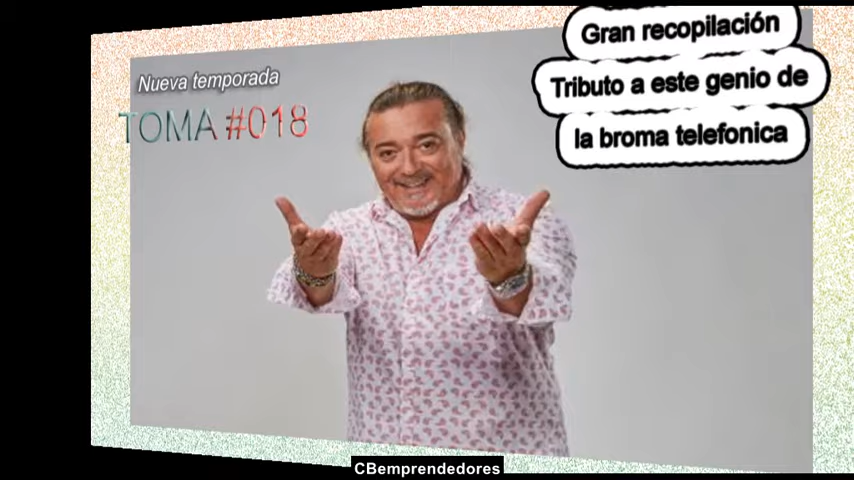 Nueva temporada
TOMA #018
Gran recopilación
Tributo a este genio de
la broma telefonica
CBemprendedores